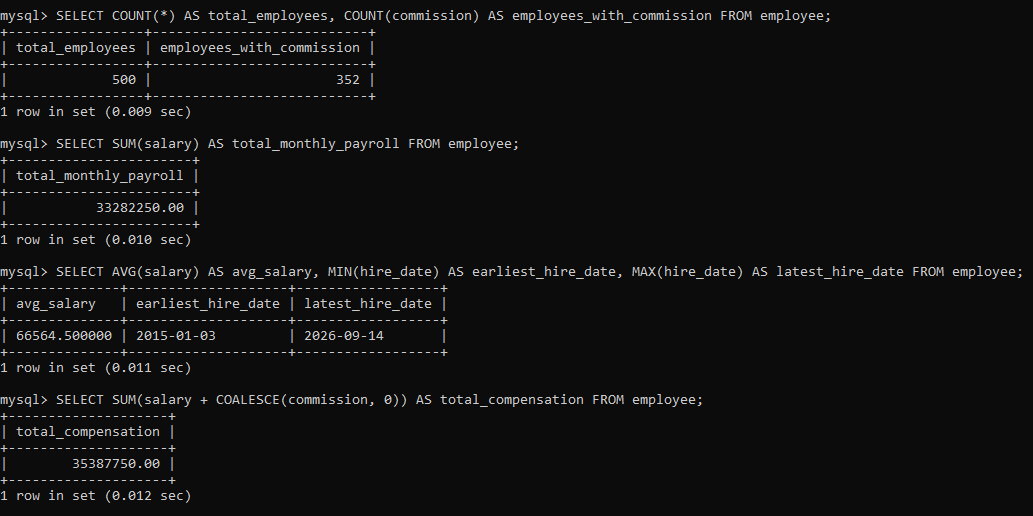 mysql> SELECT COUNT(*) AS total_employees, COUNT(commission) AS employees_with_commission FROM employee;
+-----------------+---------------------------+
| total_employees | employees_with_commission |
+-----------------+---------------------------+
|             500 |                       352 |
+-----------------+---------------------------+
1 row in set (0.009 sec)

mysql> SELECT SUM(salary) AS total_monthly_payroll FROM employee;
+-----------------------+
| total_monthly_payroll |
+-----------------------+
|           33282250.00 |
+-----------------------+
1 row in set (0.010 sec)

mysql> SELECT AVG(salary) AS avg_salary, MIN(hire_date) AS earliest_hire_date, MAX(hire_date) AS latest_hire_date FROM employee;
+--------------+--------------------+------------------+
| avg_salary   | earliest_hire_date | latest_hire_date |
+--------------+--------------------+------------------+
| 66564.500000 | 2015-01-03         | 2026-09-14       |
+--------------+--------------------+------------------+
1 row in set (0.011 sec)

mysql> SELECT SUM(salary + COALESCE(commission, 0)) AS total_compensation FROM employee;
+--------------------+
| total_compensation |
+--------------------+
|        35387750.00 |
+--------------------+
1 row in set (0.012 sec)